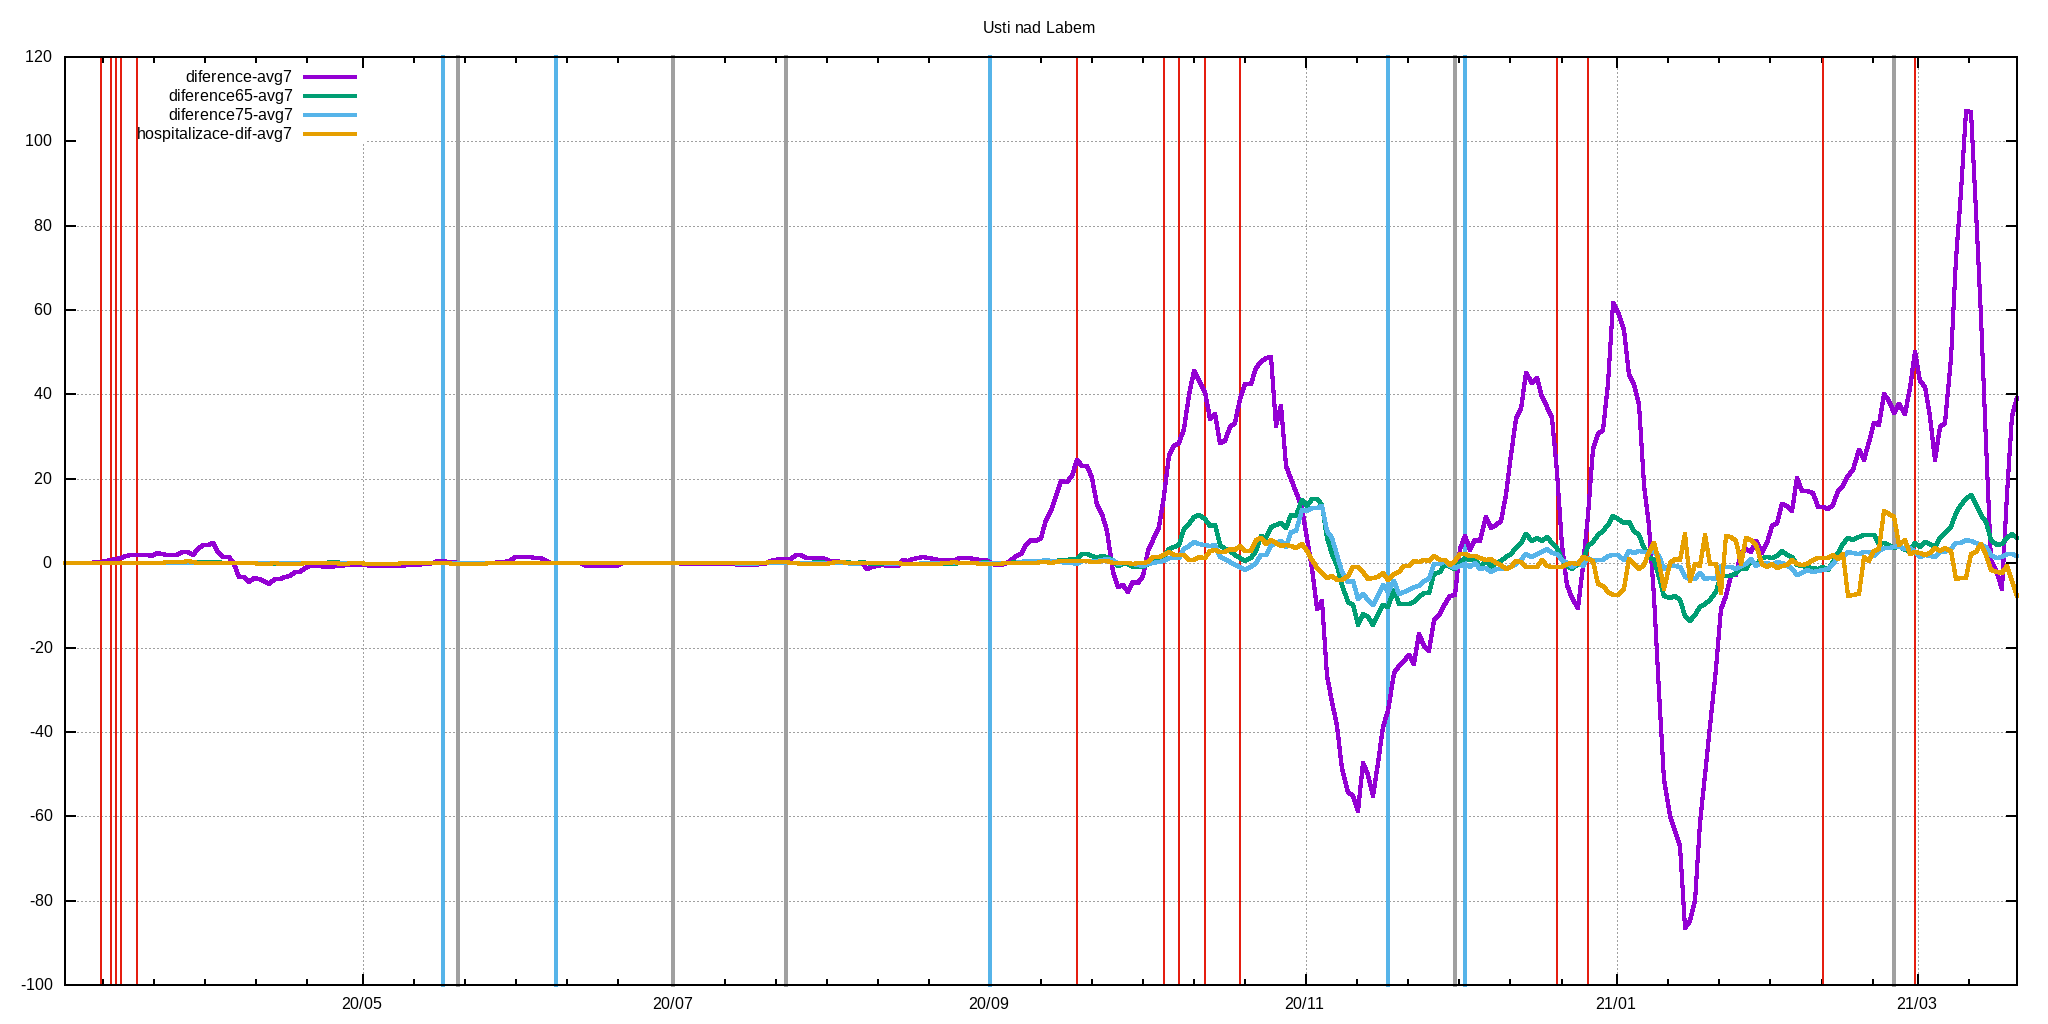 Usti nad Labem
diference-avg7
diference65-avg7
diference75-avg7
hospitalizace-dif-avg7
120
100
80
60
40
20
0
-20
-40
-60
-80
-100
20/05 20/07 20/09 20/11 21/01 21/03